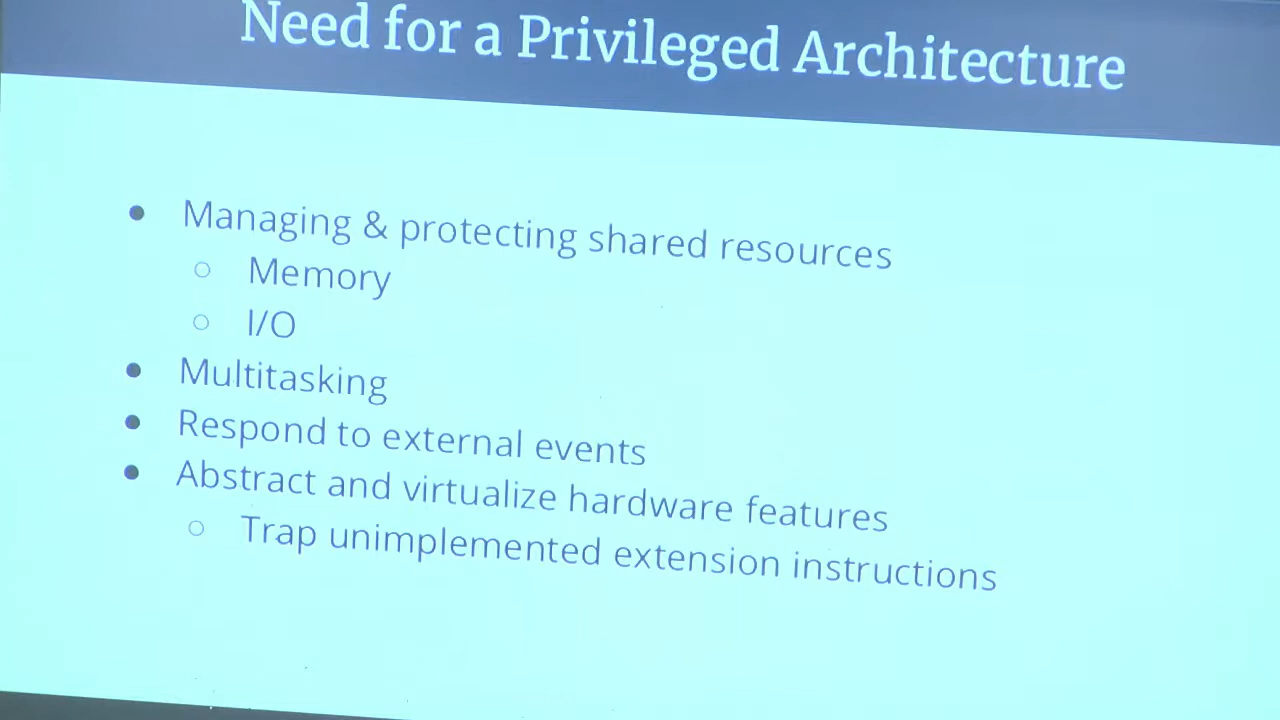 Need for a Privileged Architecture
● Managing & protecting shared resources
○ Memory
○ I/O
● Multitasking
● Respond to external events
● Abstract and virtualize hardware features
○ Trap unimplemented extension instructions